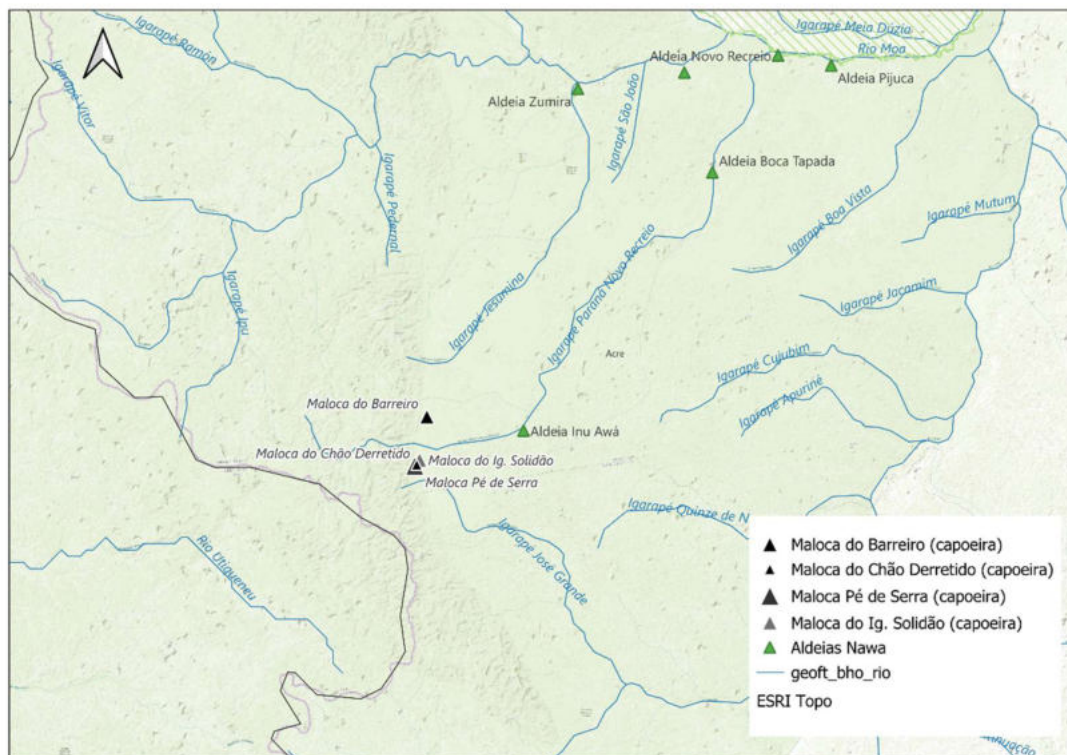 Igarapé Ramón
Igarapé Meia Dúzia
Rio Moa
Aldeia Novo Recreio
Aldeia Pijuca
Igarapé Vitor
Aldeia Zumira
Igarapé São João
Aldeia Boca Tapada
Igarapé Pedernal
Igarapé Boa Vista
Igarapé Mutum
Igarapé Ipu
Igarapé Jesumina
Igarapé Paraná Novo Recreio
Igarapé Jacamim
Acre
Igarapé Cujubim
Igarapé Apuriné
Maloca do Barreiro
Aldeia Inu Awá
Maloca do Chão Derretido
Maloca do Ig. Solidão
Maloca Pé de Serra
Igarapé Quinze de N
Rio Utiqueneu
Igarapé José Grande
Maloca do Barreiro (capoeira)
Maloca do Chão Derretido (capoeira)
Maloca Pé de Serra (capoeira)
Maloca do Ig. Solidão (capoeira)
Aldeias Nawa
geoft_bho_rio
ESRI Topo